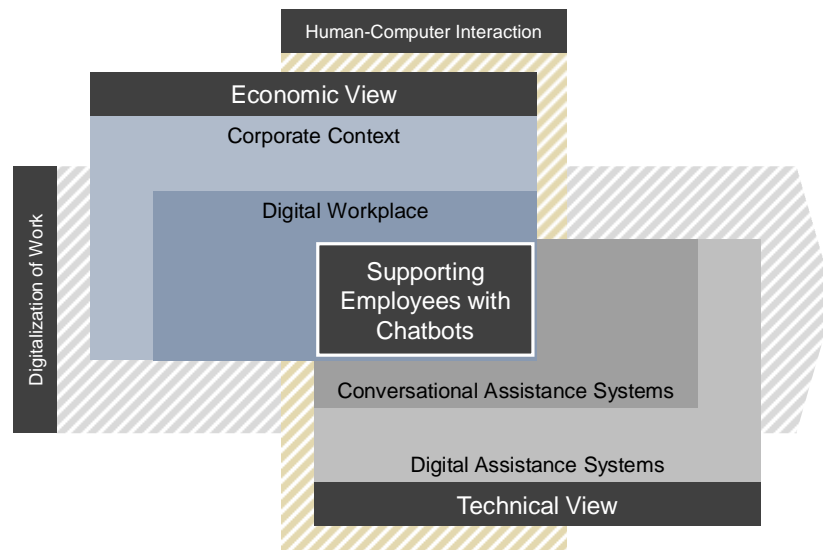 Human-Computer Interaction
Economic View
Corporate Context
Digital Workplace
Digitalization of Work
Supporting
Employees with
Chatbots
Conversational Assistance Systems
Digital Assistance Systems
Technical View